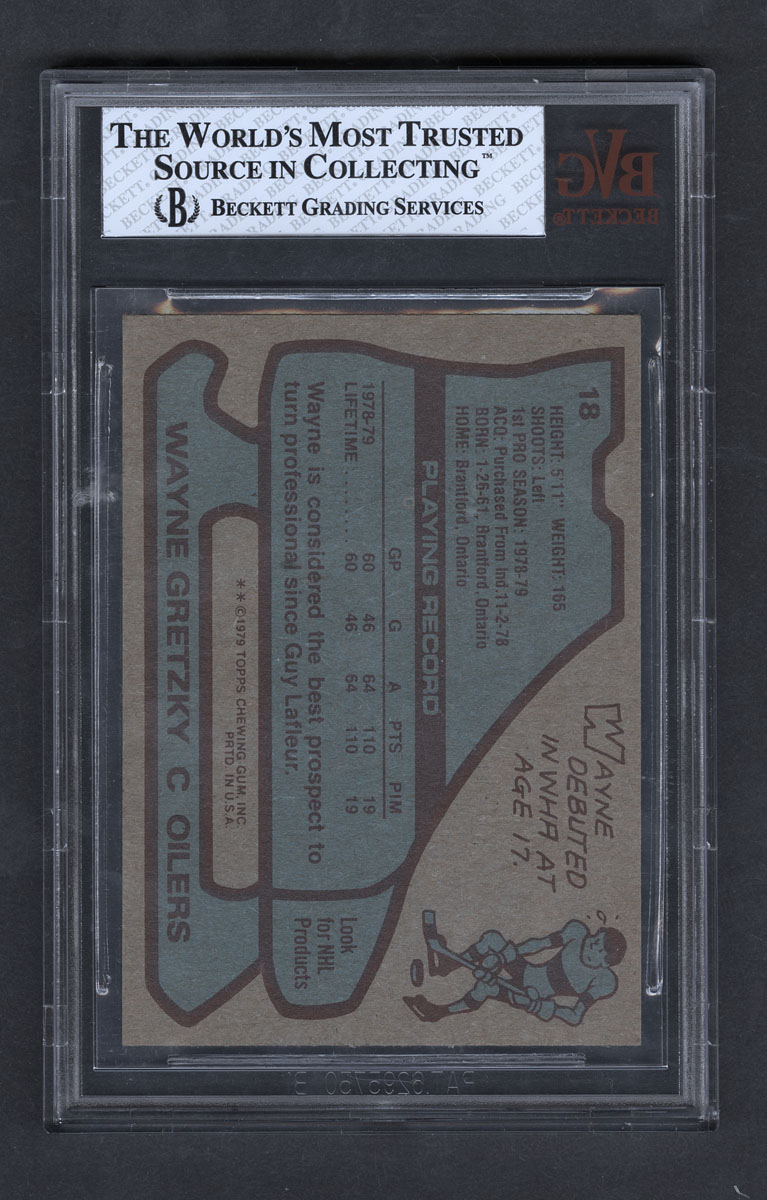 THE WORLD'S MOST TRUSTED
SOURCE IN COLLECTING™
B BECKETT GRADING SERVICES
BVG
BECKETT®
18
HEIGHT: 5'11" WEIGHT: 165
SHOOTS: Left
1st PRO SEASON: 1978-79
ACQ: Purchased From Ind. 11-2-78
BORN: 1-26-61, Brantford, Ontario
HOME: Brantford, Ontario
WAYNE
DEBUTED
IN WHA AT
AGE 17.
PLAYING RECORD
GP G A PTS PIM
1978-79 60 46 64 110 19
LIFETIME ........ 60 46 64 110 19
Wayne is considered the best prospect to
turn professional since Guy Lafleur.
Look
for NHL
Products
* * ©1979 TOPPS CHEWING GUM, INC.
PRTD. IN U.S.A.
WAYNE GRETZKY C OILERS